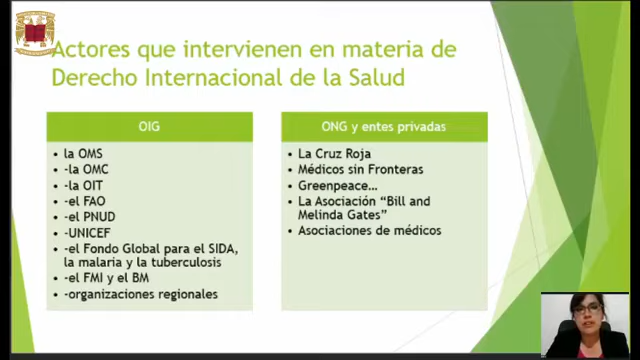 Actores que intervienen en materia de
Derecho Internacional de la Salud
OIG
• la OMS
• -la OMC
• -la OIT
• -el FAO
• -el PNUD
• -UNICEF
• -el Fondo Global para el SIDA,
la malaria y la tuberculosis
• -el FMI y el BM
• -organizaciones regionales
ONG y entes privadas
• La Cruz Roja
• Médicos sin Fronteras
• Greenpeace…
• La Asociación “Bill and
Melinda Gates”
• Asociaciones de médicos